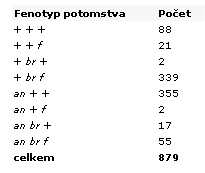 Fenotyp potomstva Počet
+ + + 88
+ + f 21
+ br + 2
+ br f 339
an + + 355
an + f 2
an br + 17
an br f 55
celkem 879